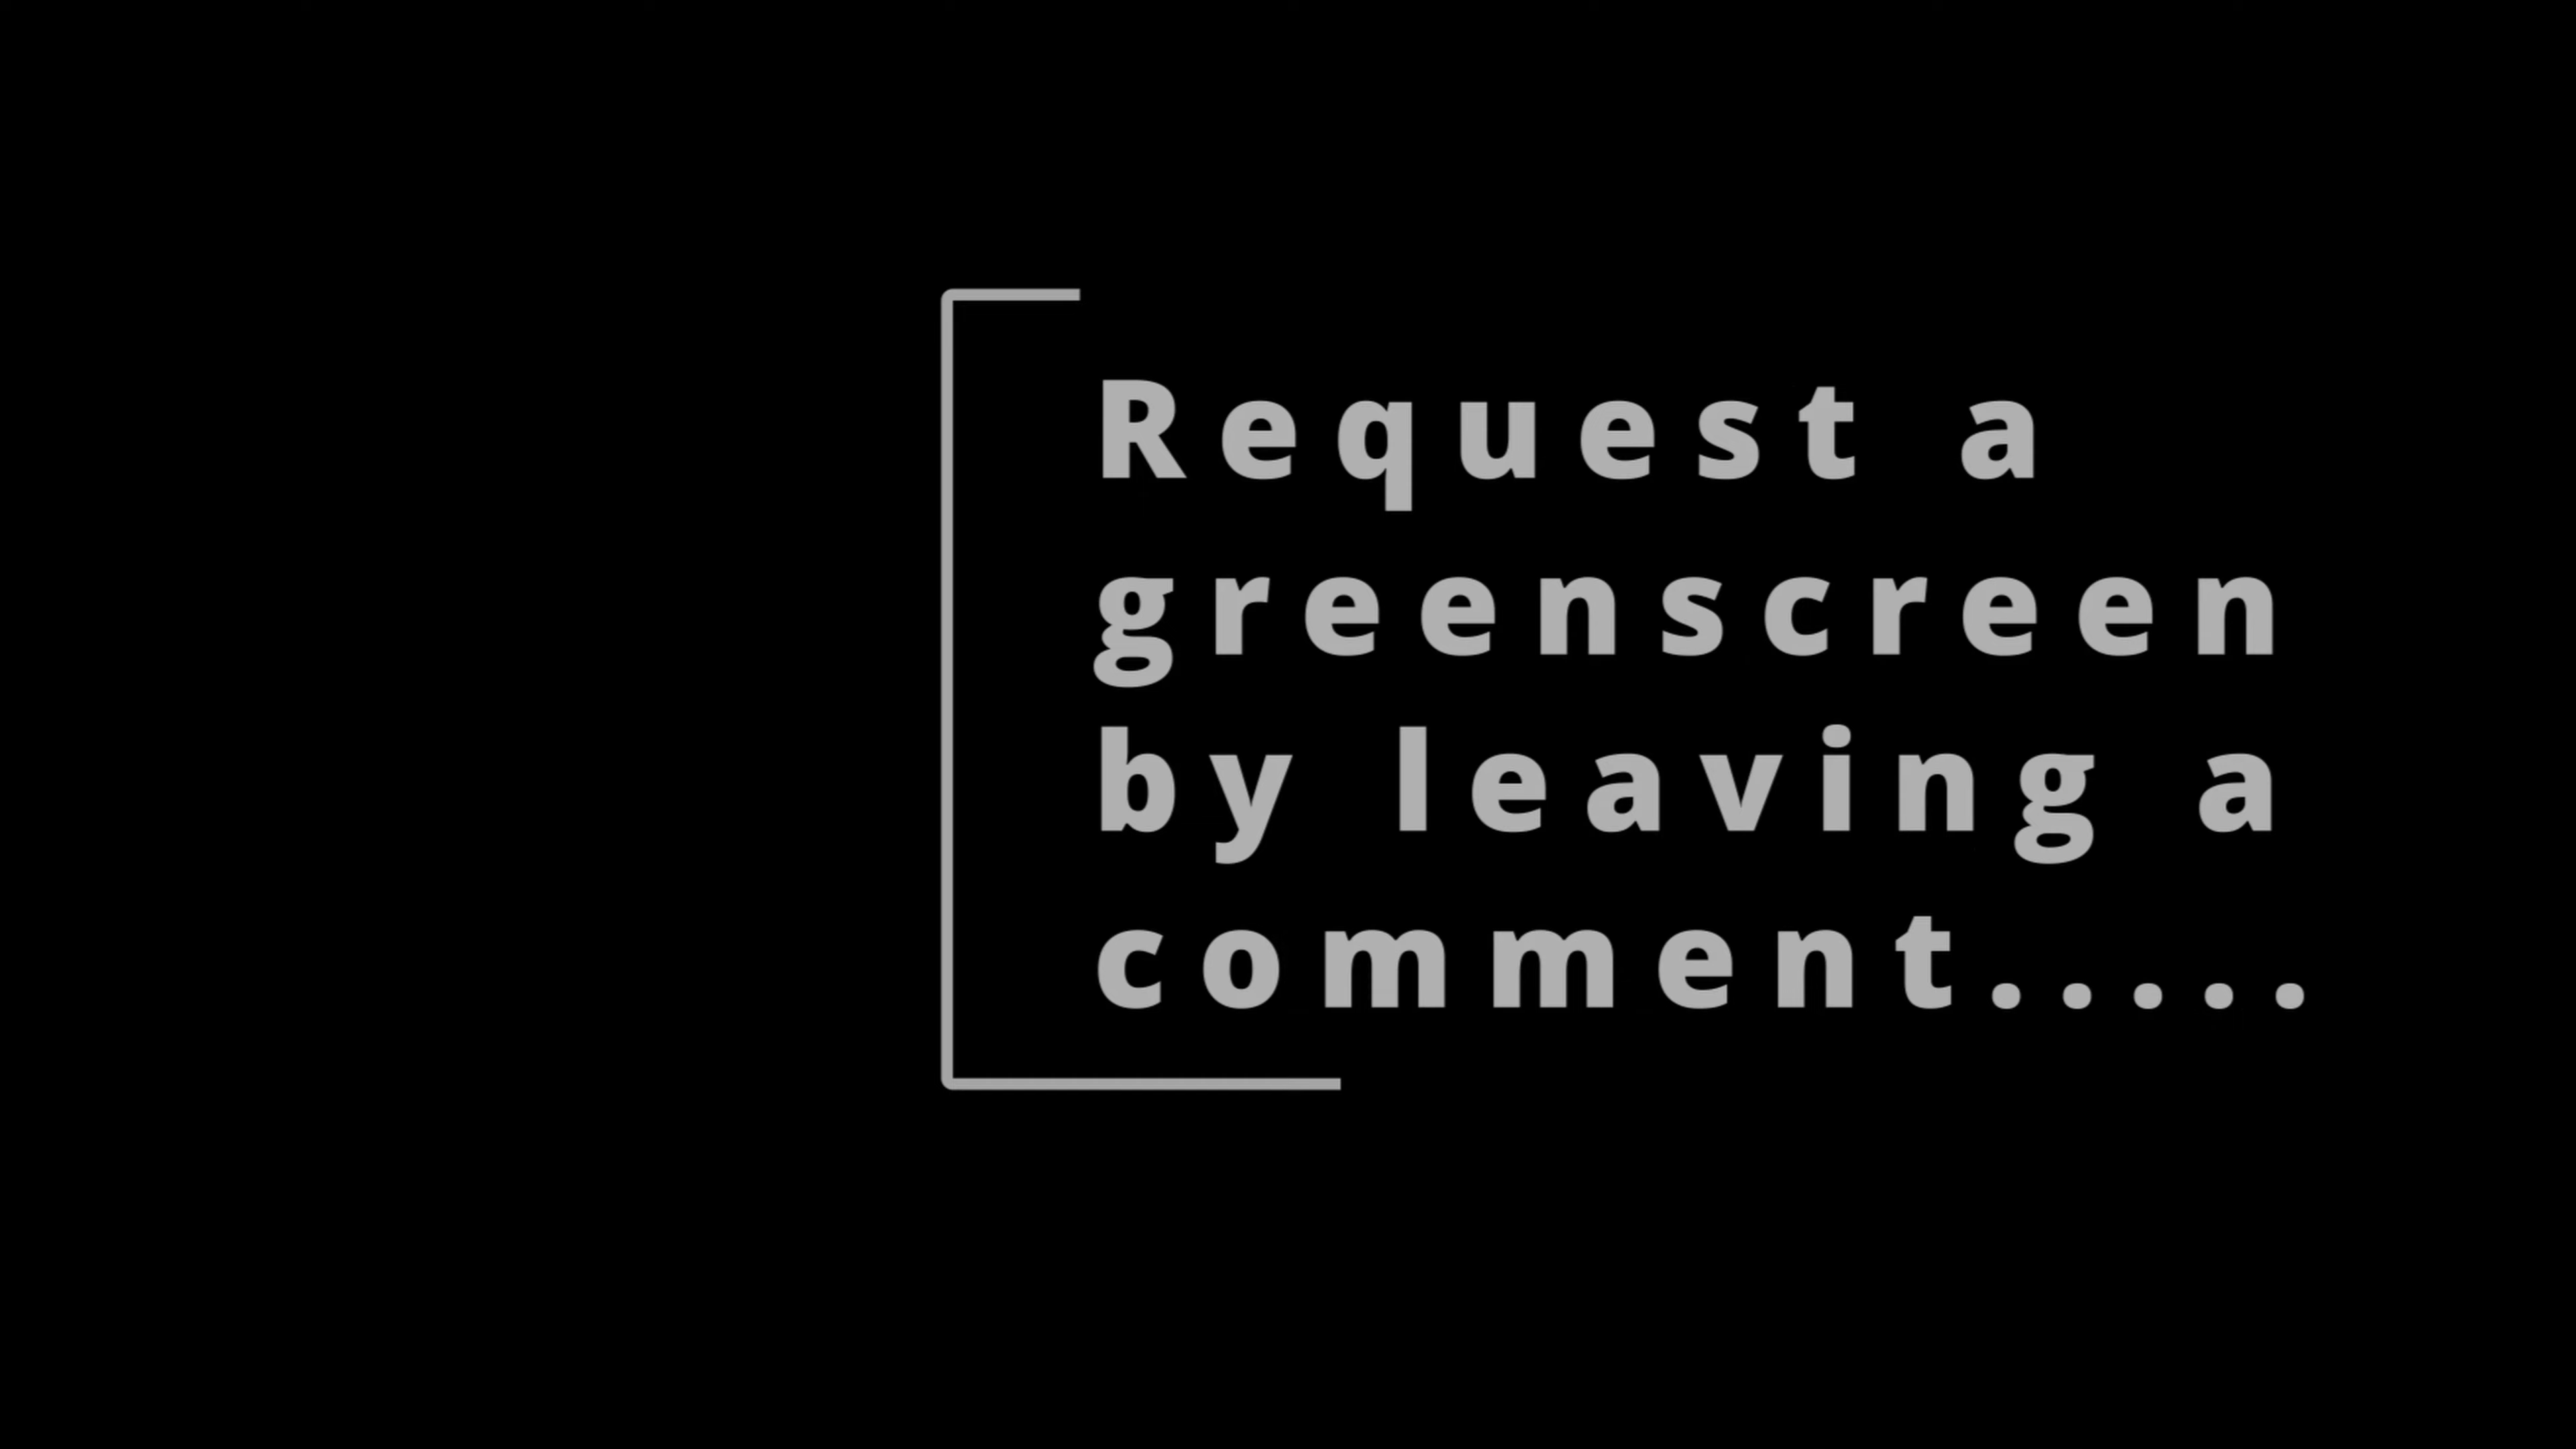 Request a
greenscreen
by leaving a
comment.....